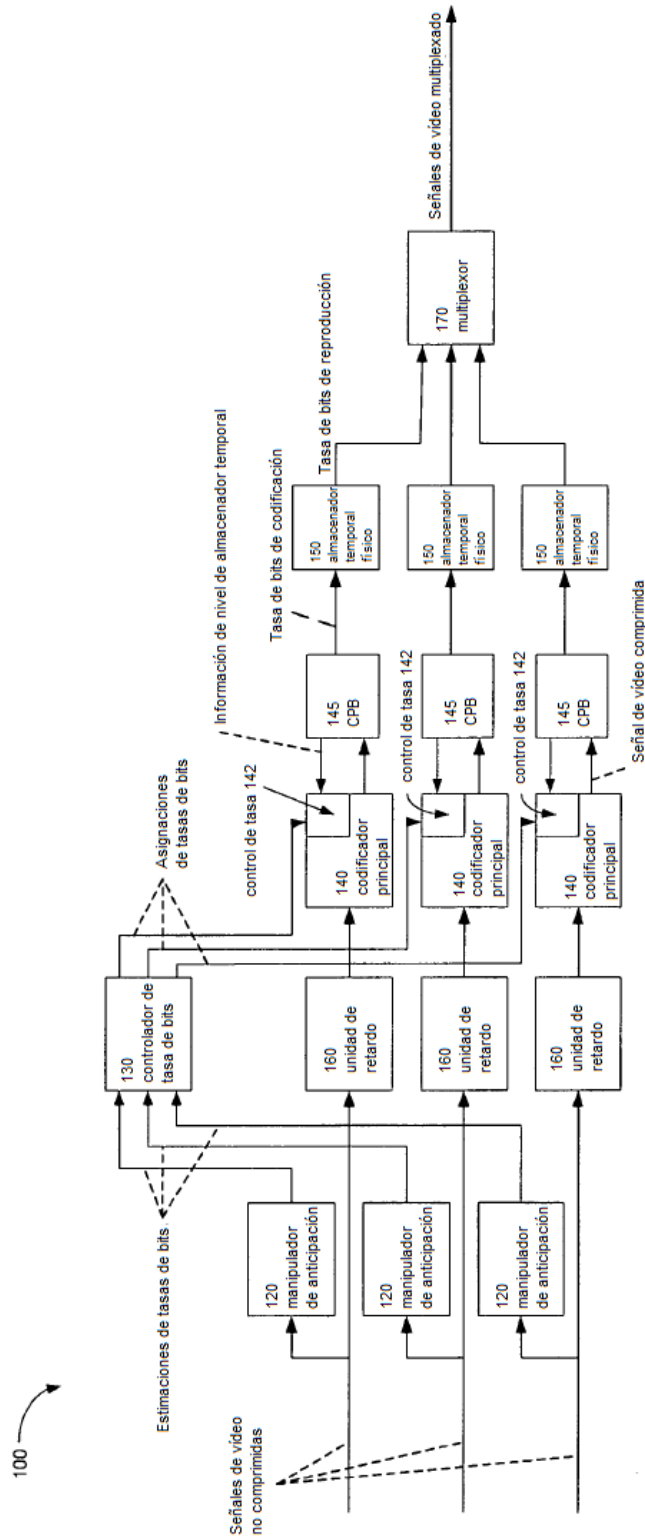 100
Señales de vídeo
no comprimidas
Estimaciones de tasas de bits
120
manipulador
de anticipación
120
manipulador
de anticipación
120
manipulador
de anticipación
130
controlador de
tasa de bits
160
unidad de
retardo
160
unidad de
retardo
160
unidad de
retardo
Asignaciones
de tasas de bits
control de tasa 142
140
codificador
principal
control de tasa 142
140
codificador
principal
control de tasa 142
140
codificador
principal
Información de nivel de almacenador temporal
145
CPB
145
CPB
145
CPB
Señal de vídeo comprimida
Tasa de bits de codificación
150
almacenador
temporal
físico
150
almacenador
temporal
físico
150
almacenador
temporal
físico
Tasa de bits de reproducción
170
multiplexor
Señales de vídeo multiplexado